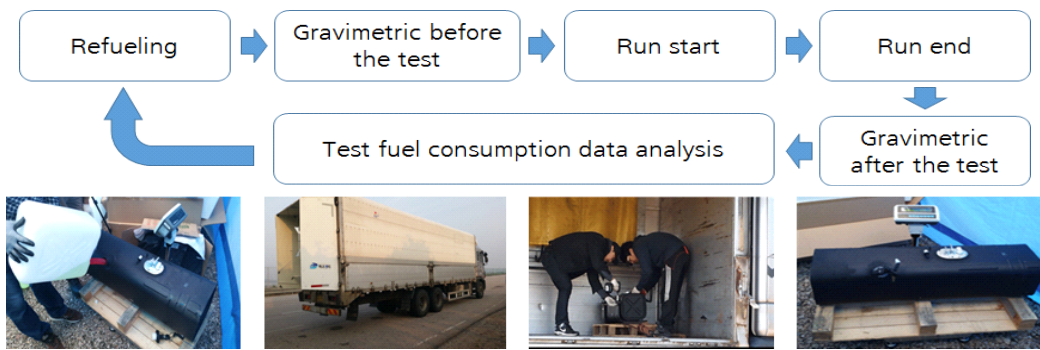 Refueling
Gravimetric before
the test
Run start
Run end
Test fuel consumption data analysis
Gravimetric
after the test